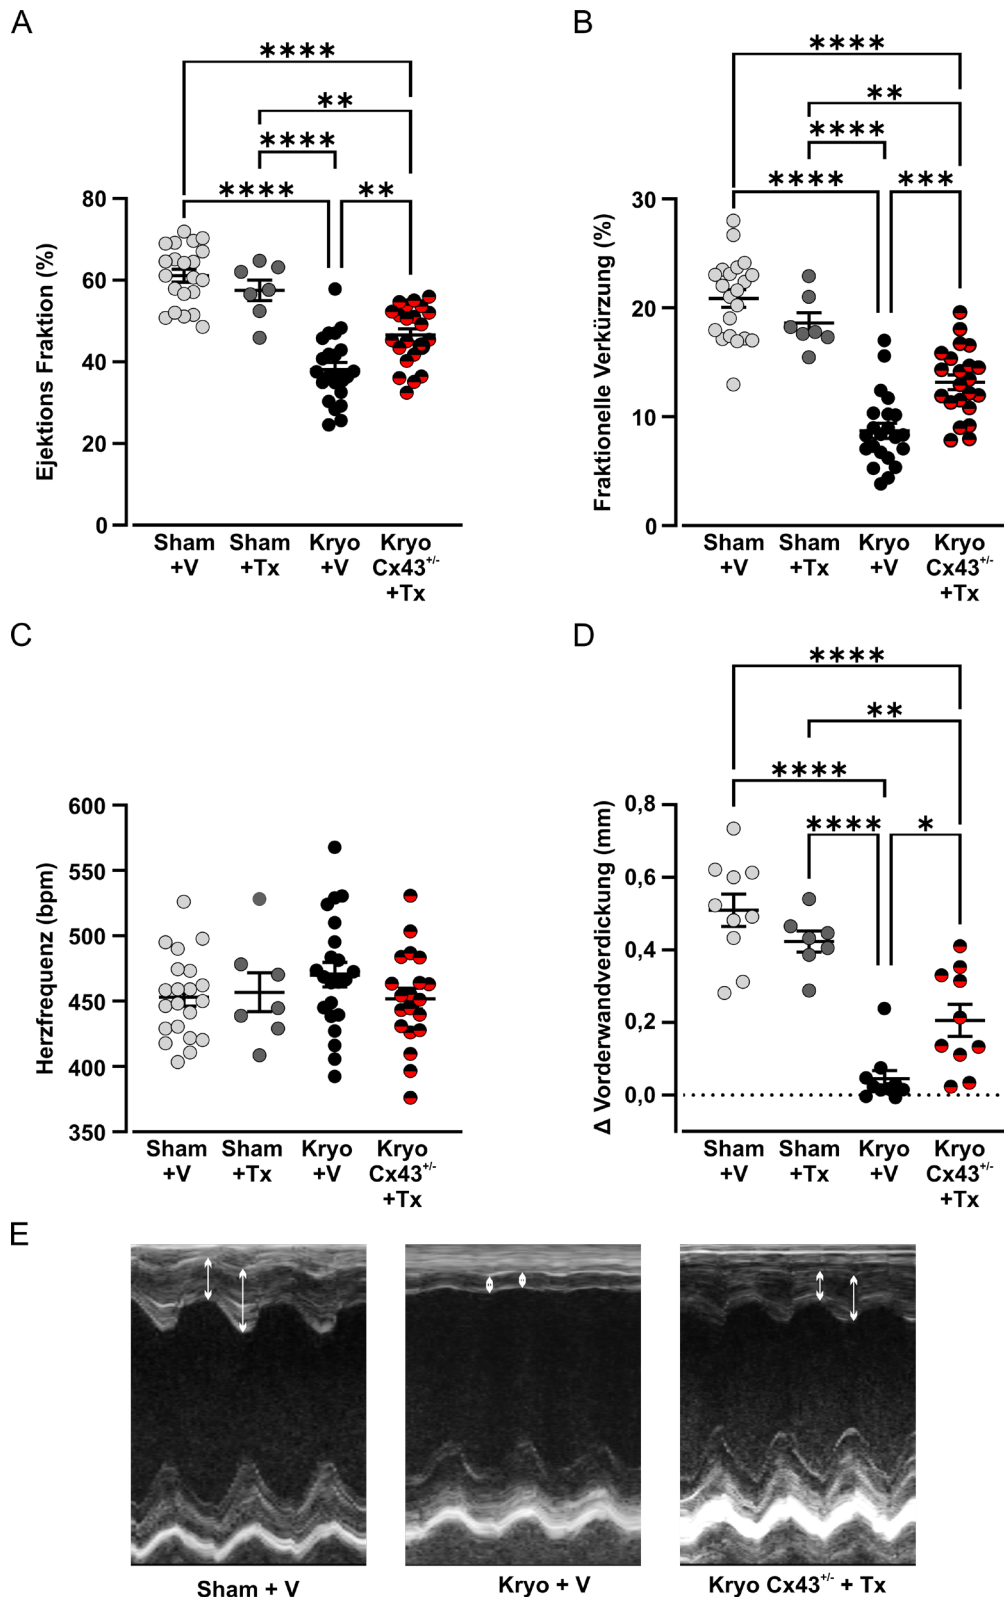 A
****
**
****
****
**
Ejektions Fraktion (%)
80
60
40
20
0
Sham
+V
Sham
+Tx
Kryo
+V
Kryo
Cx43+/-
+Tx
B
****
**
****
****
***
Fraktionelle Verkürzung (%)
30
20
10
0
Sham
+V
Sham
+Tx
Kryo
+V
Kryo
Cx43+/-
+Tx
C
Herzfrequenz (bpm)
600
550
500
450
400
350
Sham
+V
Sham
+Tx
Kryo
+V
Kryo
Cx43+/-
+Tx
D
****
**
****
****
*
Δ Vorderwandverdickung (mm)
0,8
0,6
0,4
0,2
0,0
Sham
+V
Sham
+Tx
Kryo
+V
Kryo
Cx43+/-
+Tx
E
Sham + V
Kryo + V
Kryo Cx43+/- + Tx